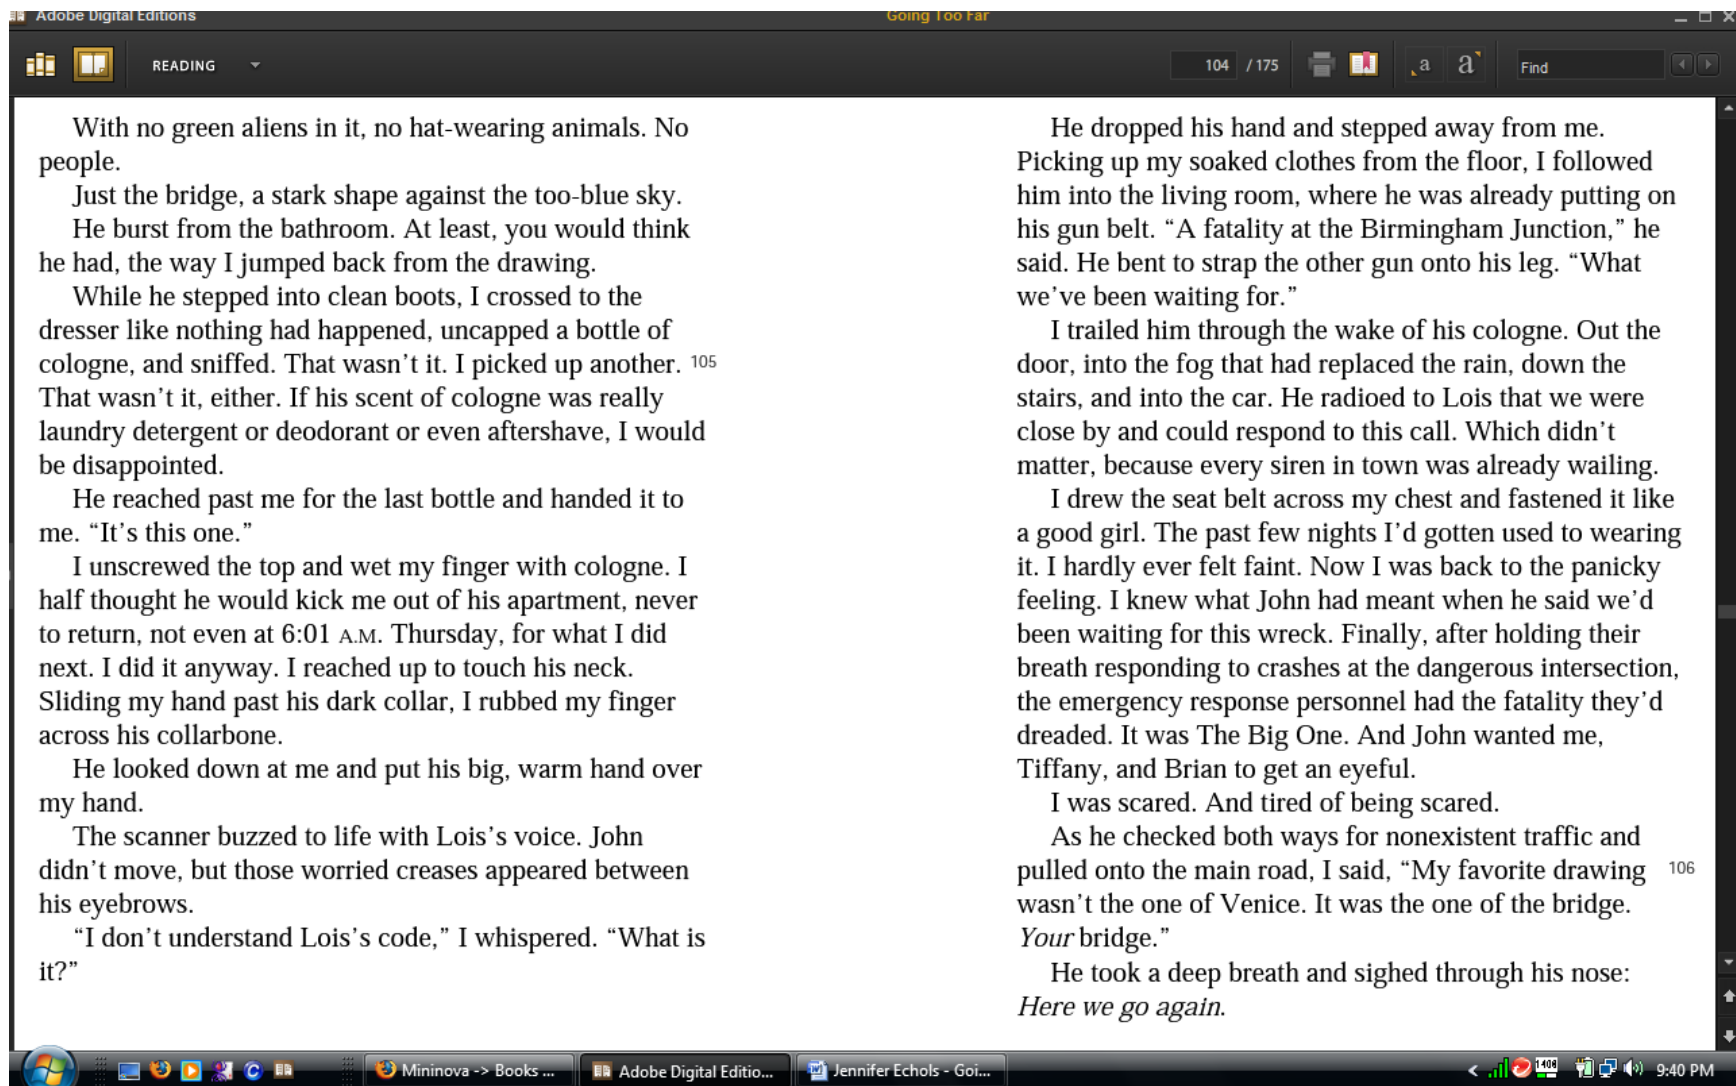 Adobe Digital Editions
Going Too Far
READING
104 / 175
a
a
Find
With no green aliens in it, no hat-wearing animals. No
people.
Just the bridge, a stark shape against the too-blue sky.
He burst from the bathroom. At least, you would think
he had, the way I jumped back from the drawing.
While he stepped into clean boots, I crossed to the
dresser like nothing had happened, uncapped a bottle of
cologne, and sniffed. That wasn’t it. I picked up another. 105
That wasn’t it, either. If his scent of cologne was really
laundry detergent or deodorant or even aftershave, I would
be disappointed.
He reached past me for the last bottle and handed it to
me. “It’s this one.”
I unscrewed the top and wet my finger with cologne. I
half thought he would kick me out of his apartment, never
to return, not even at 6:01 A.M. Thursday, for what I did
next. I did it anyway. I reached up to touch his neck.
Sliding my hand past his dark collar, I rubbed my finger
across his collarbone.
He looked down at me and put his big, warm hand over
my hand.
The scanner buzzed to life with Lois’s voice. John
didn’t move, but those worried creases appeared between
his eyebrows.
“I don’t understand Lois’s code,” I whispered. “What is
it?”
He dropped his hand and stepped away from me.
Picking up my soaked clothes from the floor, I followed
him into the living room, where he was already putting on
his gun belt. “A fatality at the Birmingham Junction,” he
said. He bent to strap the other gun onto his leg. “What
we’ve been waiting for.”
I trailed him through the wake of his cologne. Out the
door, into the fog that had replaced the rain, down the
stairs, and into the car. He radioed to Lois that we were
close by and could respond to this call. Which didn’t
matter, because every siren in town was already wailing.
I drew the seat belt across my chest and fastened it like
a good girl. The past few nights I’d gotten used to wearing
it. I hardly ever felt faint. Now I was back to the panicky
feeling. I knew what John had meant when he said we’d
been waiting for this wreck. Finally, after holding their
breath responding to crashes at the dangerous intersection,
the emergency response personnel had the fatality they’d
dreaded. It was The Big One. And John wanted me,
Tiffany, and Brian to get an eyeful.
I was scared. And tired of being scared.
As he checked both ways for nonexistent traffic and
pulled onto the main road, I said, “My favorite drawing 106
wasn’t the one of Venice. It was the one of the bridge.
Your bridge.”
He took a deep breath and sighed through his nose:
Here we go again.
Mininova -> Books ...
Adobe Digital Editio...
Jennifer Echols - Goi...
9:40 PM